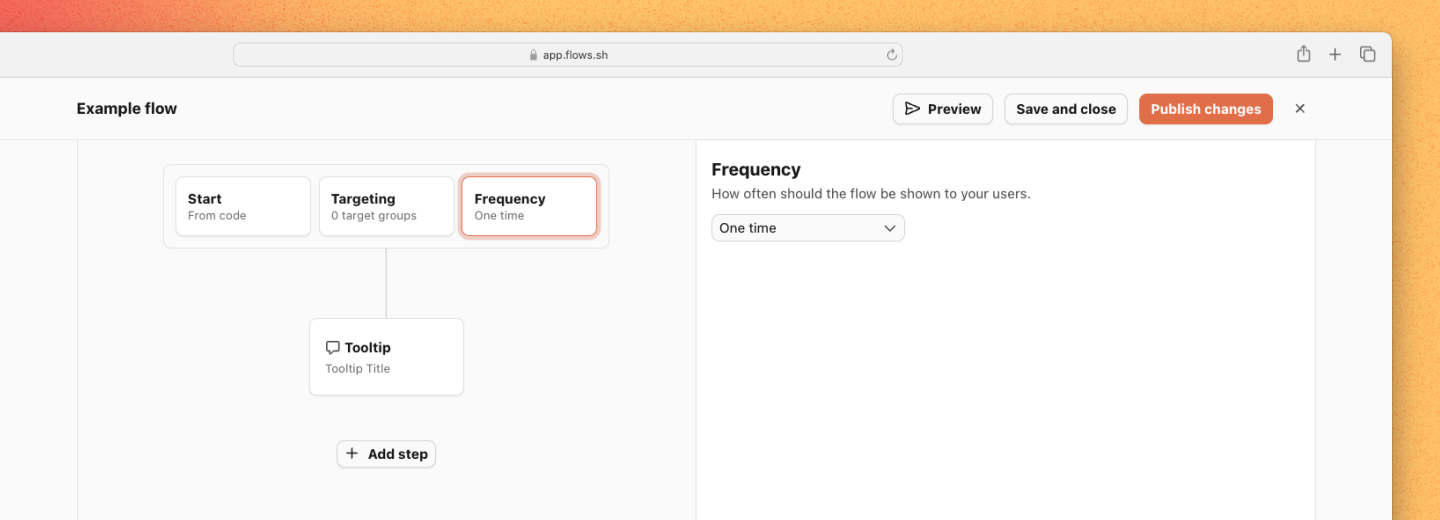 app.flows.sh
Example flow
Preview
Save and close
Publish changes
Start
From code
Targeting
0 target groups
Frequency
One time
Tooltip
Tooltip Title
Add step
Frequency
How often should the flow be shown to your users.
One time